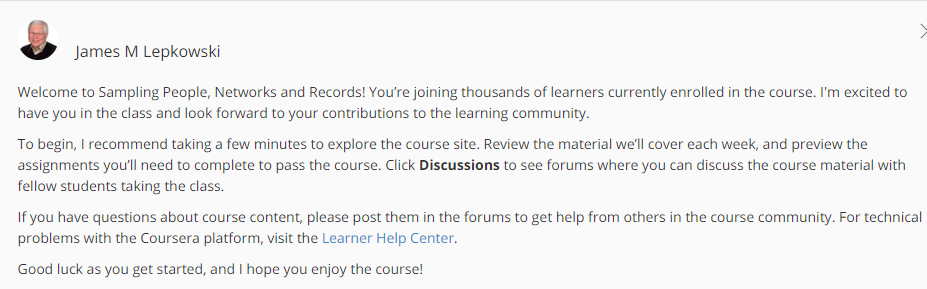 James M Lepkowski
Welcome to Sampling People, Networks and Records! You're joining thousands of learners currently enrolled in the course. I'm excited to
have you in the class and look forward to your contributions to the learning community.
To begin, I recommend taking a few minutes to explore the course site. Review the material we'll cover each week, and preview the
assignments you'll need to complete to pass the course. Click Discussions to see forums where you can discuss the course material with
fellow students taking the class.
If you have questions about course content, please post them in the forums to get help from others in the course community. For technical
problems with the Coursera platform, visit the Learner Help Center.
Good luck as you get started, and I hope you enjoy the course!